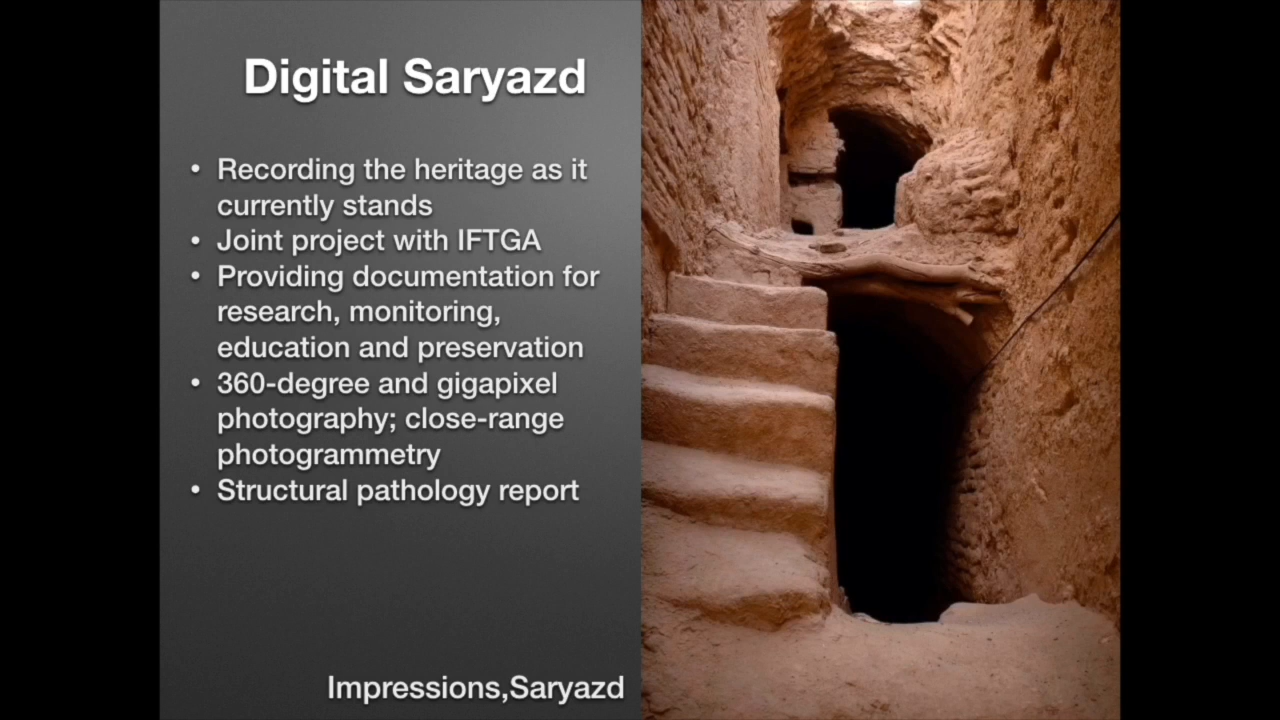 Digital Saryazd
• Recording the heritage as it
currently stands
• Joint project with IFTGA
• Providing documentation for
research, monitoring,
education and preservation
• 360-degree and gigapixel
photography; close-range
photogrammetry
• Structural pathology report
Impressions,Saryazd